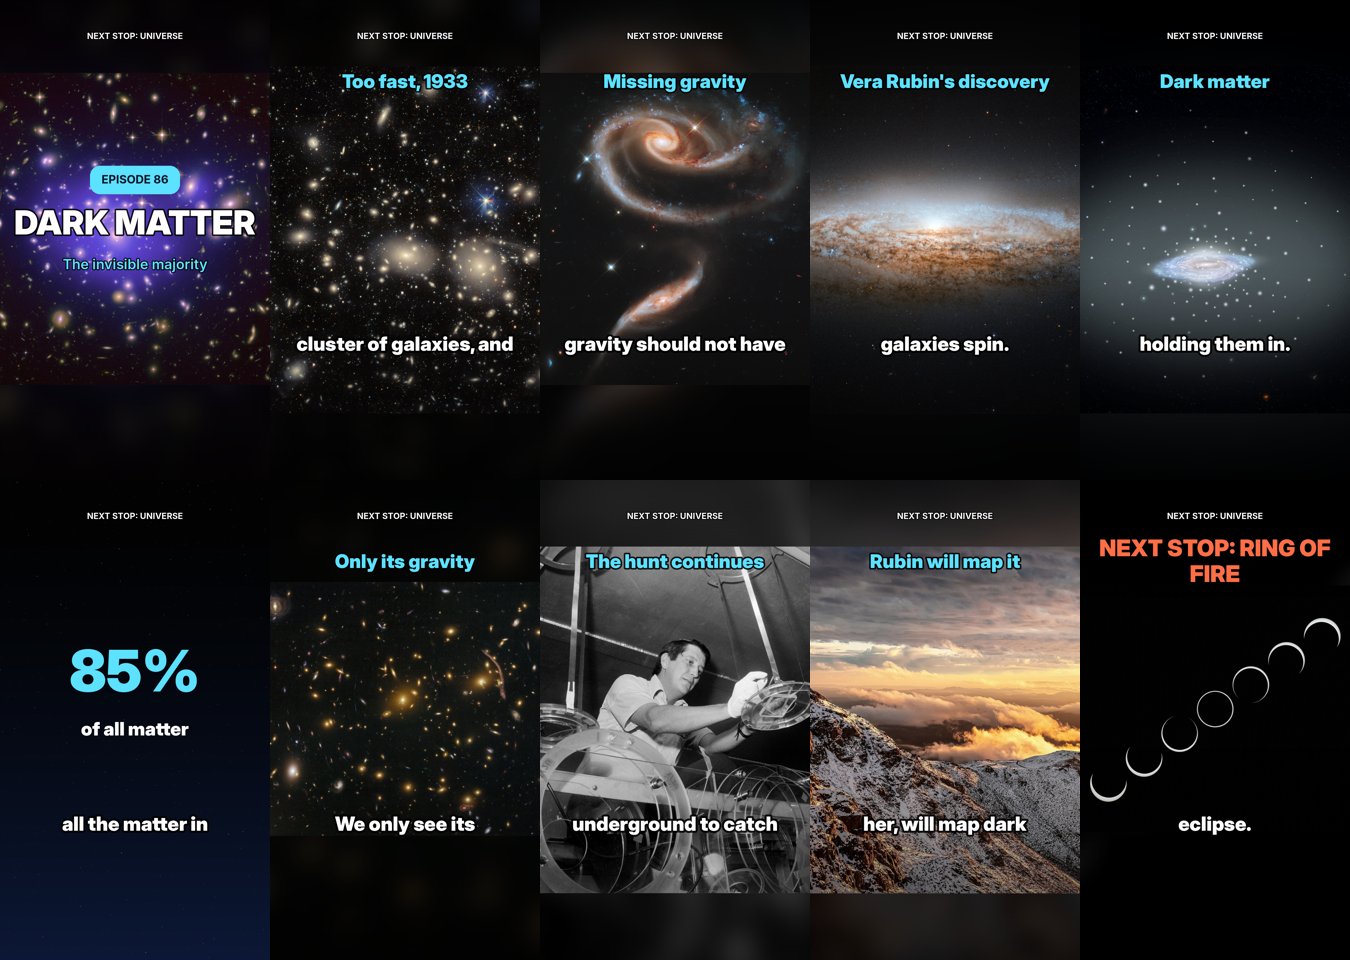 NEXT STOP: UNIVERSE
EPISODE 86
DARK MATTER
The invisible majority
NEXT STOP: UNIVERSE
Too fast, 1933
cluster of galaxies, and
NEXT STOP: UNIVERSE
Missing gravity
gravity should not have
NEXT STOP: UNIVERSE
Vera Rubin's discovery
galaxies spin.
NEXT STOP: UNIVERSE
Dark matter
holding them in.
NEXT STOP: UNIVERSE
85%
of all matter
all the matter in
NEXT STOP: UNIVERSE
Only its gravity
We only see its
NEXT STOP: UNIVERSE
The hunt continues
underground to catch
NEXT STOP: UNIVERSE
Rubin will map it
her, will map dark
NEXT STOP: UNIVERSE
NEXT STOP: RING OF
FIRE
eclipse.